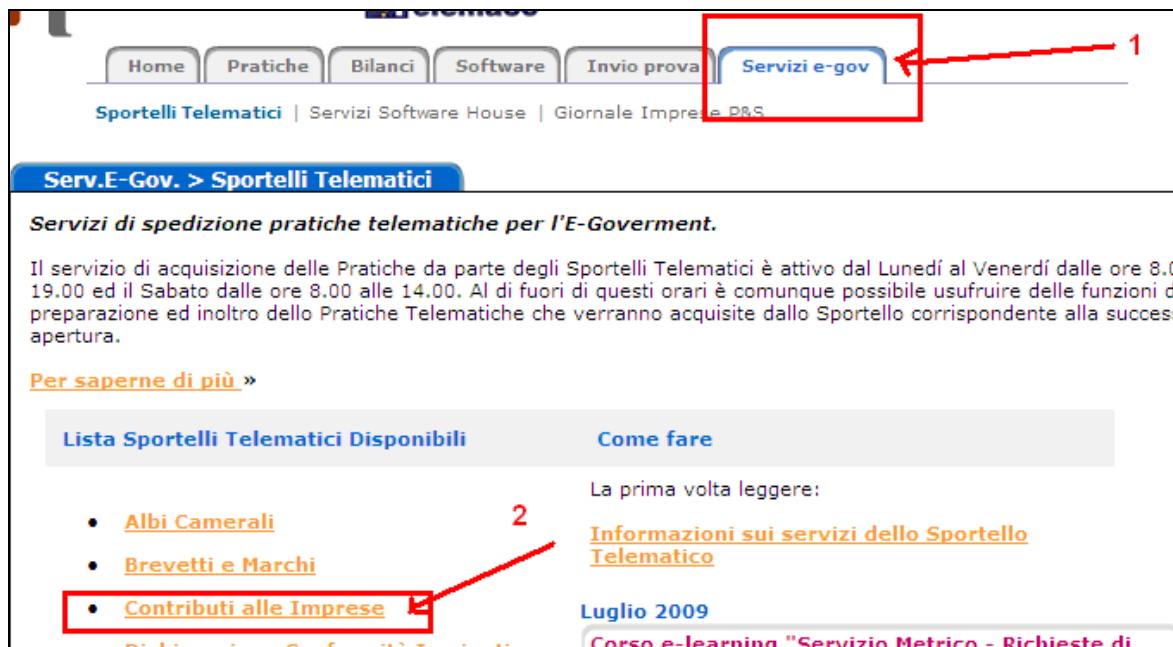 1
Home Pratiche Bilanci Software Invio prova Servizi e-gov
Sportelli Telematici | Servizi Software House | Giornale Imprese P&S
Serv.E-Gov. > Sportelli Telematici
Servizi di spedizione pratiche telematiche per l'E-Goverment.
Il servizio di acquisizione delle Pratiche da parte degli Sportelli Telematici è attivo dal Lunedí al Venerdí dalle ore 8.0
19.00 ed il Sabato dalle ore 8.00 alle 14.00. Al di fuori di questi orari è comunque possibile usufruire delle funzioni d
preparazione ed inoltro dello Pratiche Telematiche che verranno acquisite dallo Sportello corrispondente alla success
apertura.
Per saperne di più »
Lista Sportelli Telematici Disponibili
Come fare
La prima volta leggere:
• Albi Camerali
2
Informazioni sui servizi dello Sportello
Telematico
• Brevetti e Marchi
• Contributi alle Imprese
Luglio 2009
Corso e-learning "Servizio Metrico - Richieste di